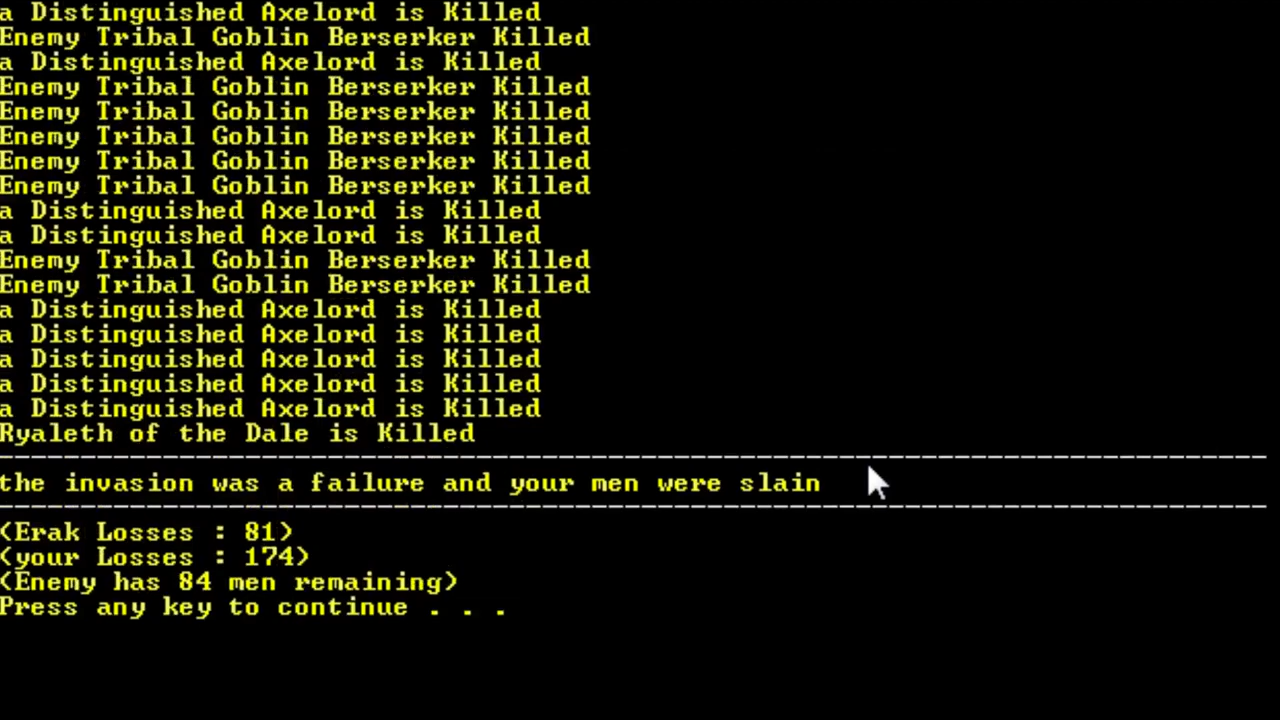 a Distinguished Axelord is Killed
Enemy Tribal Goblin Berserker Killed
a Distinguished Axelord is Killed
Enemy Tribal Goblin Berserker Killed
Enemy Tribal Goblin Berserker Killed
Enemy Tribal Goblin Berserker Killed
Enemy Tribal Goblin Berserker Killed
Enemy Tribal Goblin Berserker Killed
a Distinguished Axelord is Killed
a Distinguished Axelord is Killed
Enemy Tribal Goblin Berserker Killed
Enemy Tribal Goblin Berserker Killed
a Distinguished Axelord is Killed
a Distinguished Axelord is Killed
a Distinguished Axelord is Killed
a Distinguished Axelord is Killed
a Distinguished Axelord is Killed
Ryaleth of the Dale is Killed
the invasion was a failure and your men were slain
(Erak Losses : 81)
(your Losses : 174)
(Enemy has 84 men remaining)
Press any key to continue . . .